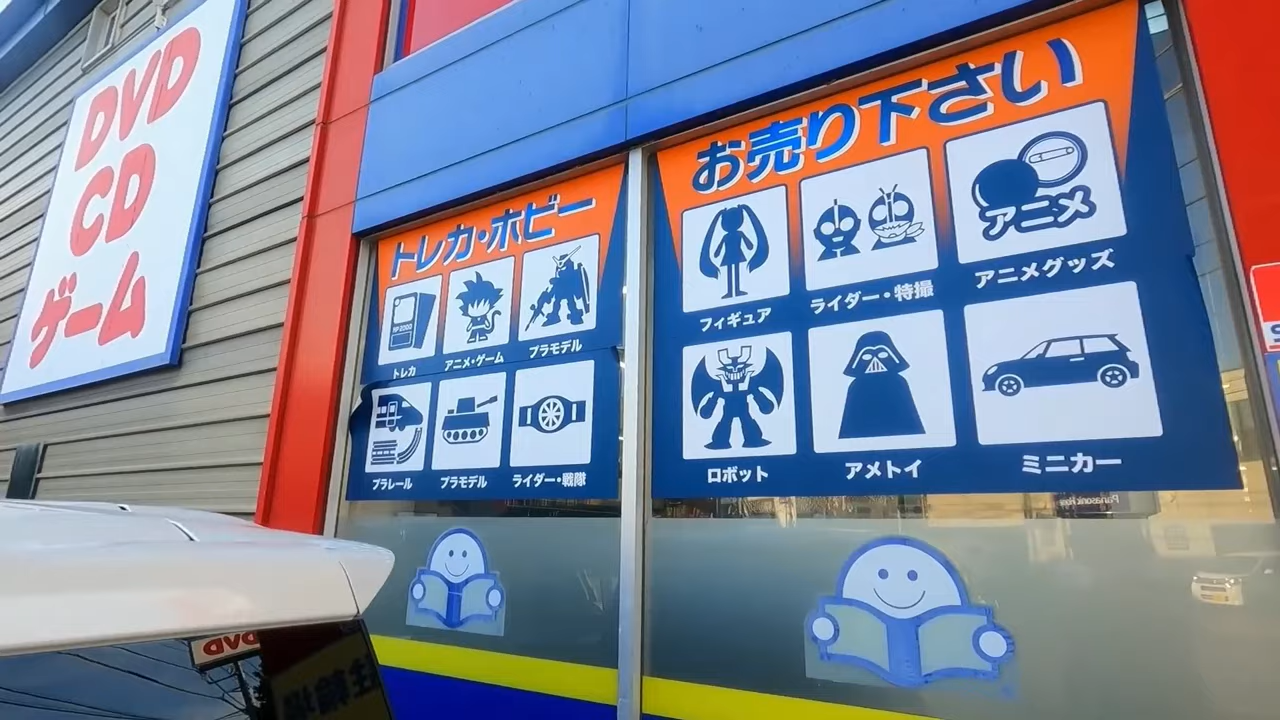 DVD
CD
ゲーム
トレカ・ホビー
HP 2000
トレカ
アニメ・ゲーム
プラモデル
プラレール
プラモデル
ライダー・戦隊
お売り下さい
アニメ
フィギュア
ライダー・特撮
アニメグッズ
ロボット
アメトイ
ミニカー
DVD